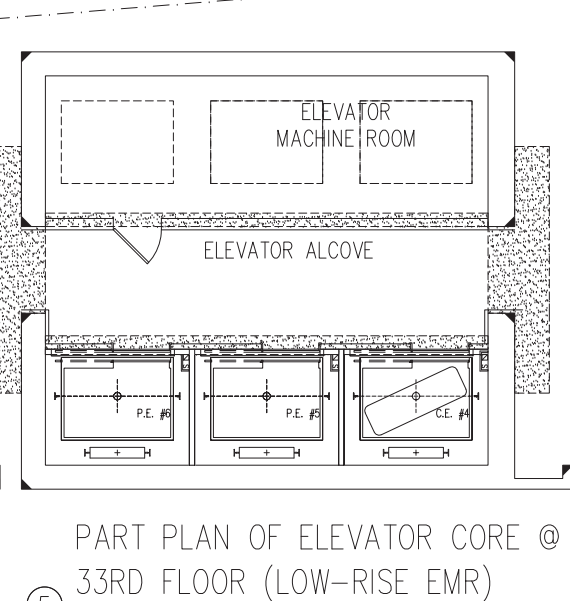 ELEVATOR
MACHINE ROOM
ELEVATOR ALCOVE
P.E. #6
P.E. #5
C.E. #4
PART PLAN OF ELEVATOR CORE @
33RD FLOOR (LOW-RISE EMR)